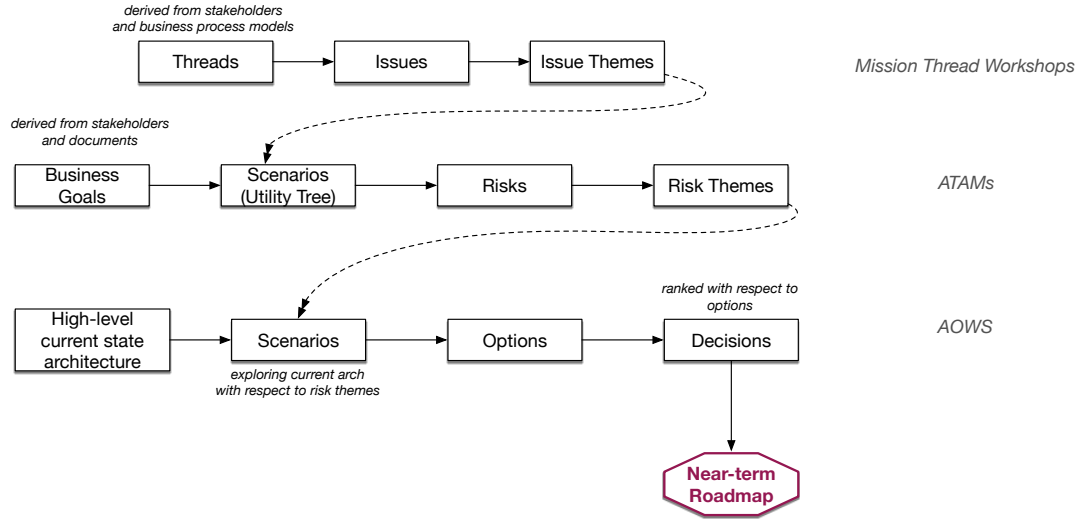 derived from stakeholders
and business process models
Threads
Issues
Issue Themes
Mission Thread Workshops
derived from stakeholders
and documents
Business
Goals
Scenarios
(Utility Tree)
Risks
Risk Themes
ATAMs
ranked with respect to
options
High-level
current state
architecture
Scenarios
Options
Decisions
AOWS
exploring current arch
with respect to risk themes
Near-term
Roadmap